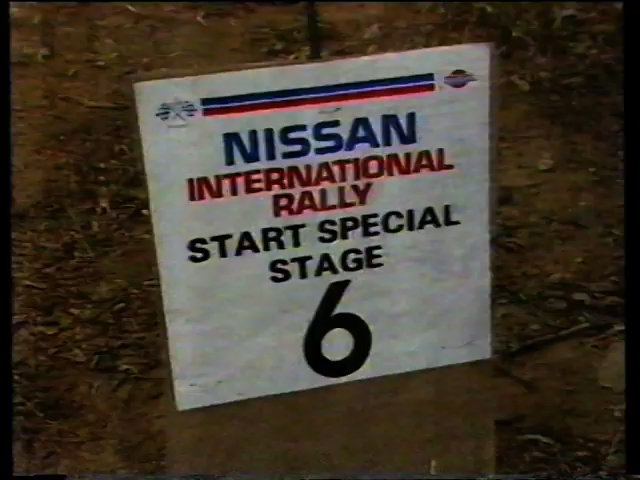 NISSAN
INTERNATIONAL
RALLY
START SPECIAL
STAGE
6